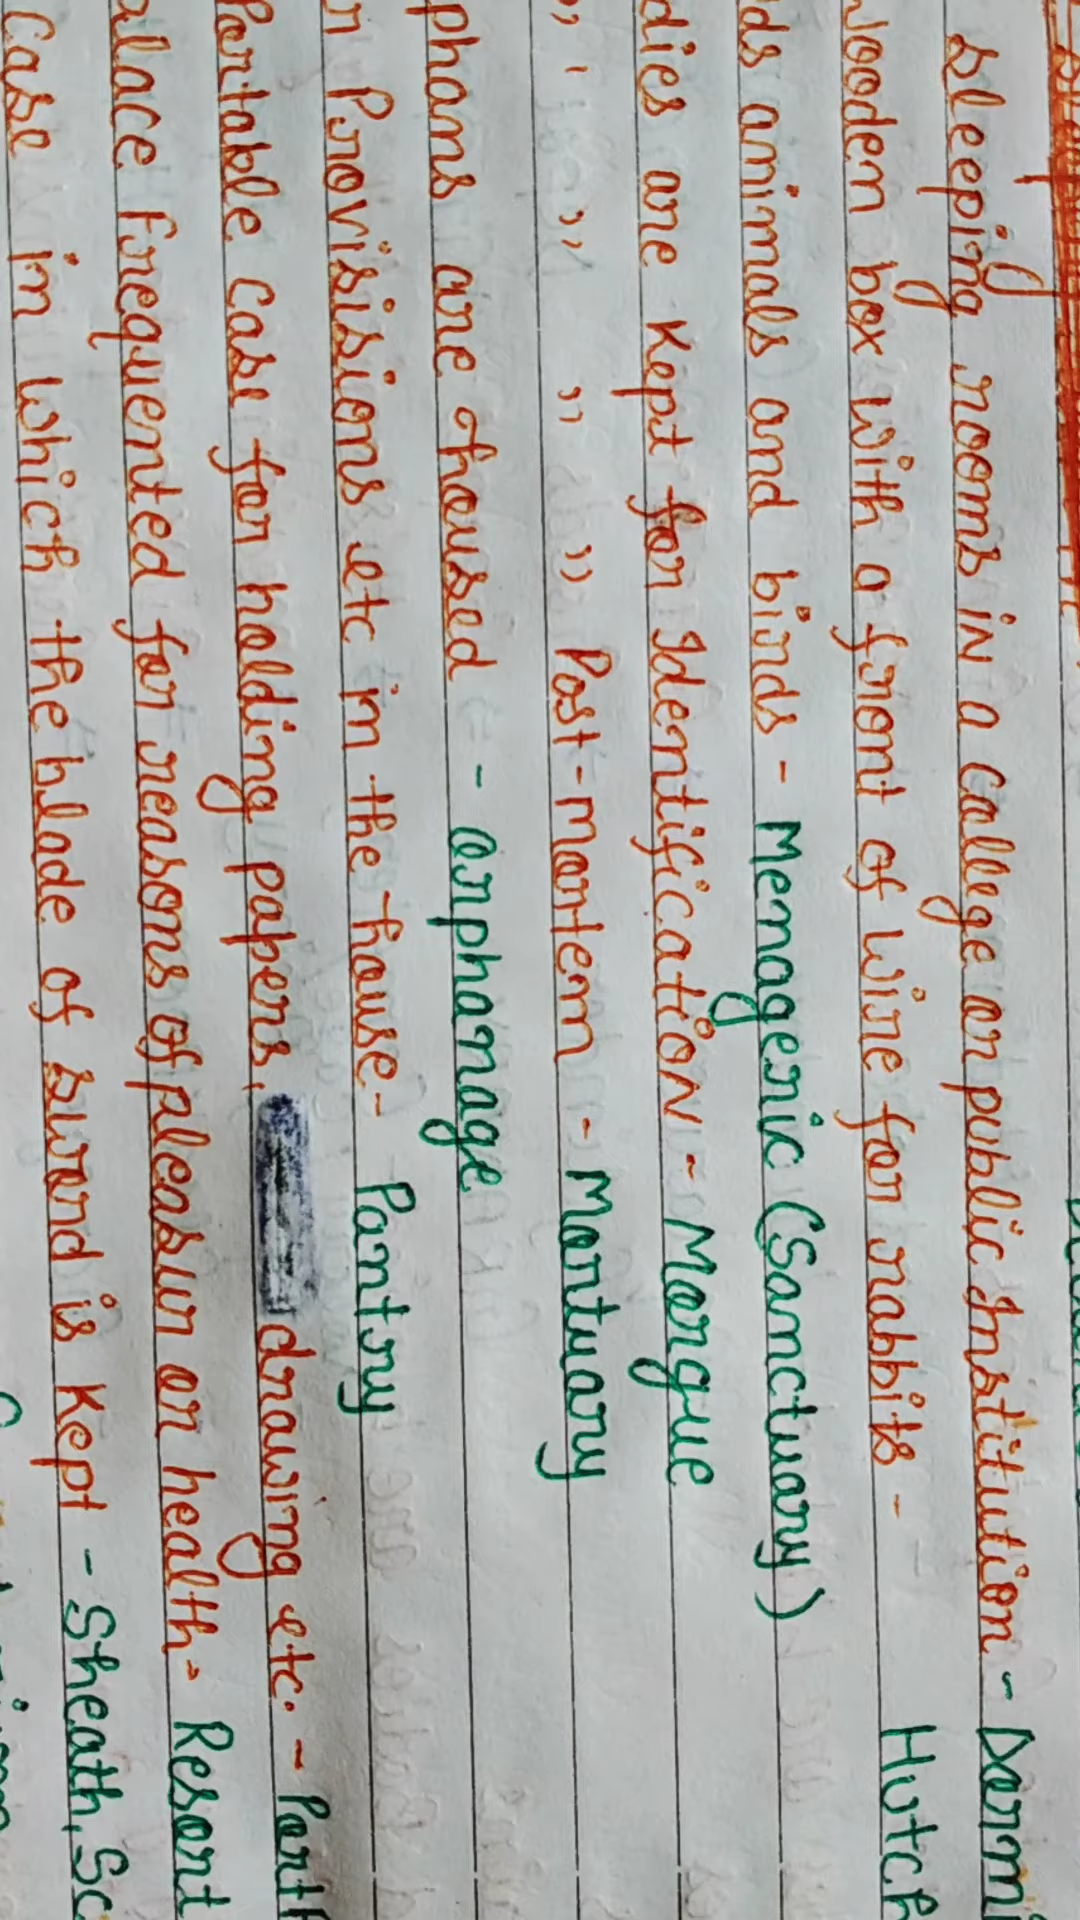 sleeping rooms in a college or public Institution - Dormi
wooden box with a front of wire for rabbits - Hutch
ds animals and birds - Menageric (Sanctuary)
dies are kept for Identification - Morgue
,, ,, ,, ,, Post-mortem - Mortuary
phans are housed - orphanage
r Provisisions etc in the house - Pantry
Portable case for holding papers, drawing etc. - Portf
place frequented for reasons of pleasur or health - Resort
case in which the blade of sword is kept - Sheath, Sc